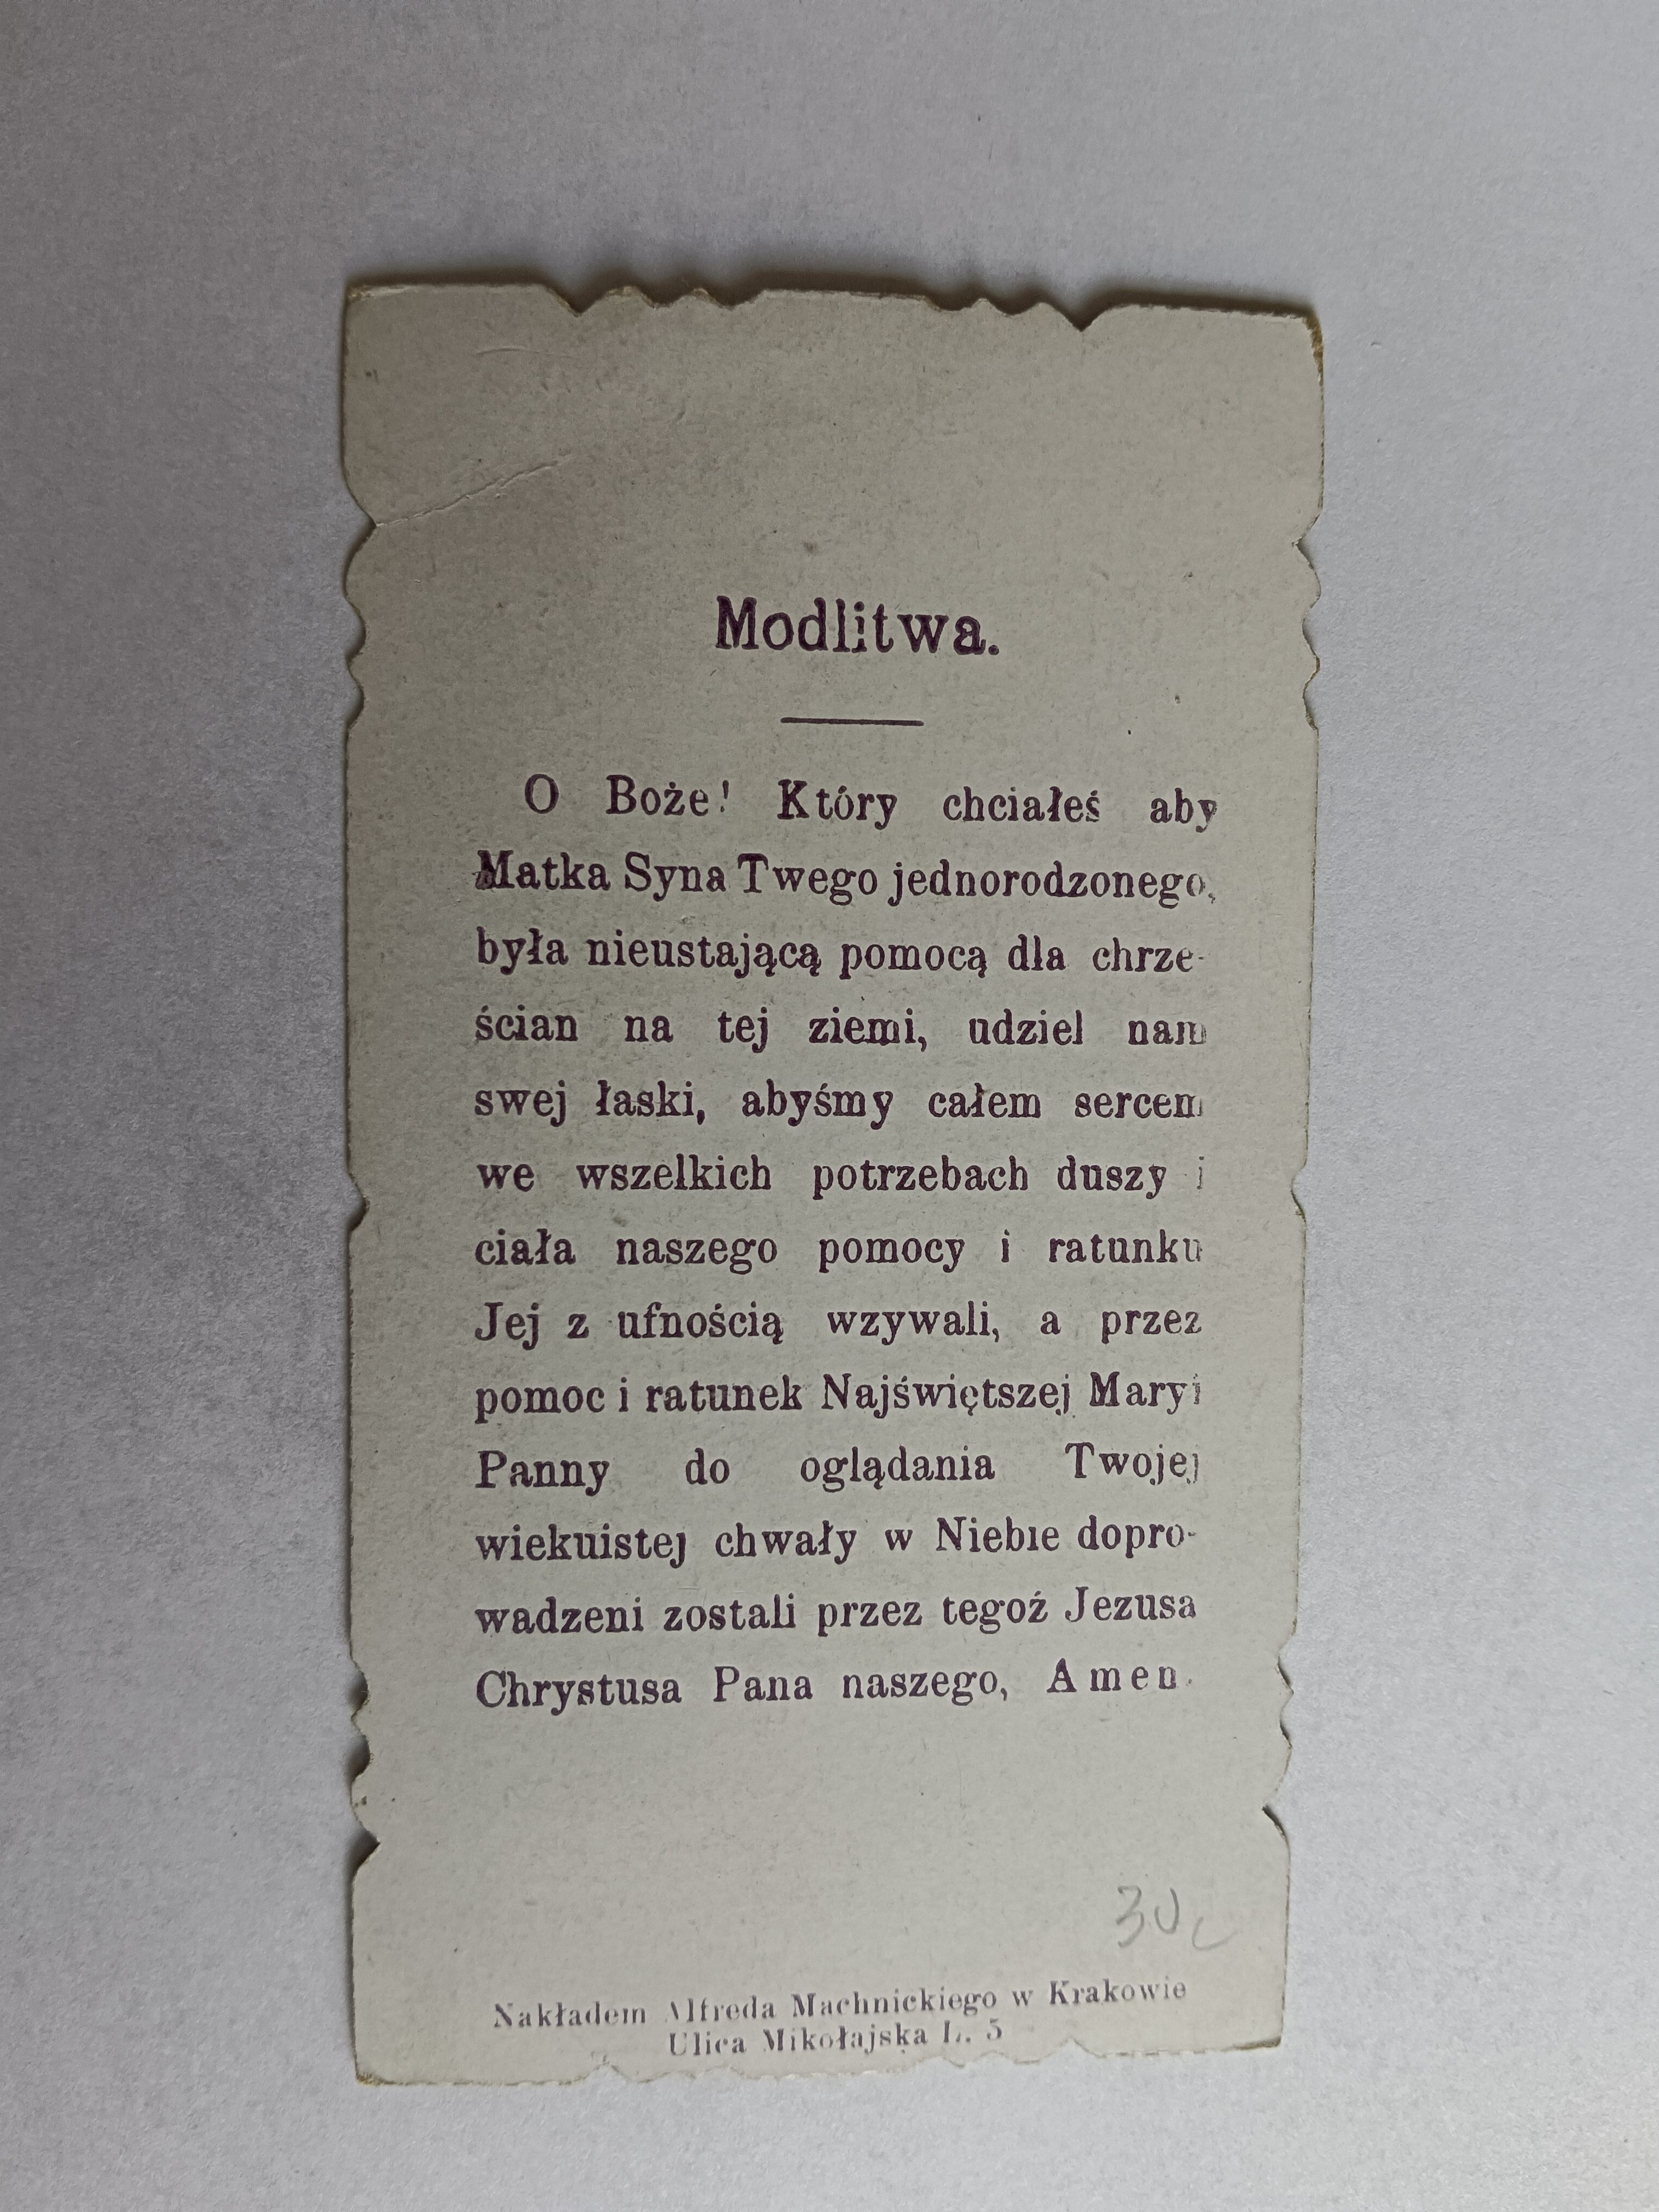 Modlitwa.
O Boże! Który chciałeś aby
Matka Syna Twego jednorodzonego,
była nieustającą pomocą dla chrze-
ścian na tej ziemi, udziel nam
swej łaski, abyśmy całem sercem
we wszelkich potrzebach duszy i
ciała naszego pomocy i ratunku
Jej z ufnością wzywali, a przez
pomoc i ratunek Najświętszej Maryi
Panny do oglądania Twojej
wiekuistej chwały w Niebie dopro-
wadzeni zostali przez tegoż Jezusa
Chrystusa Pana naszego, Amen.
30
Nakładem Alfreda Machnickiego w Krakowie
Ulica Mikołajska L. 5